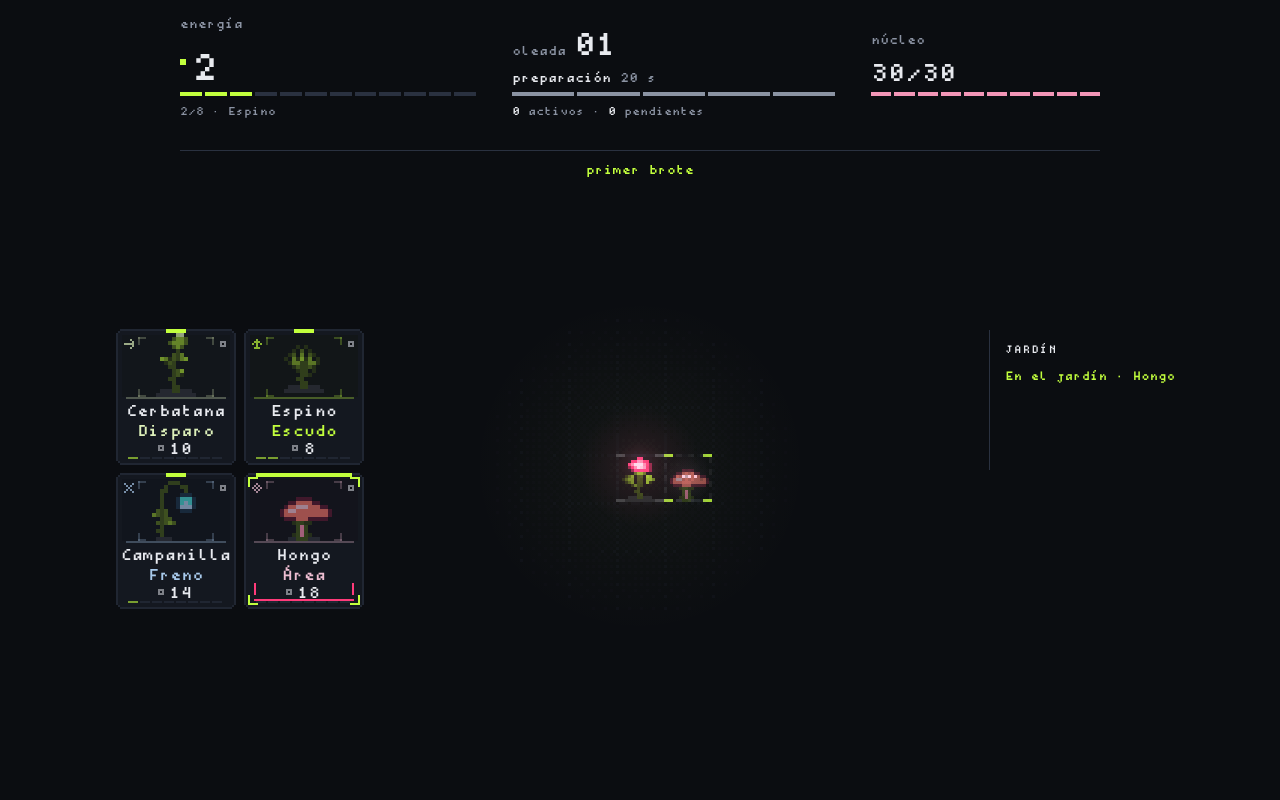 energía
2
2/8 · Espino
oleada 01
preparación 20 s
0 activos · 0 pendientes
núcleo
30/30
primer brote
Cerbatana
Disparo
10
Espino
Escudo
8
Campanilla
Freno
14
Hongo
Área
18
JARDÍN
En el jardín · Hongo